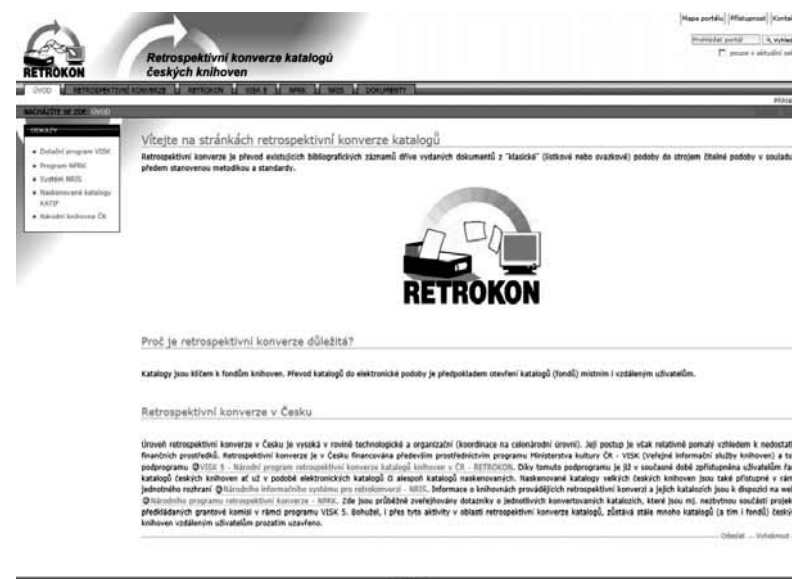 Mapa portálu Přístupnost
Prohledat portál
pouze v aktuální
RETROKON
Retrospektivní konverze katalogů
českých knihoven
ÚVOD RETROSPEKTIVNÍ KONVERZE RETROKON VISK 5 NPRK NRIS DOKUMENTY
NACHÁZÍTE SE ZDE: ÚVOD
ODKAZY
Dotační program VISK
Program NPRK
Systém NRIS
Naskenované katalogy
KATIF
Národní knihovna ČR
Vítejte na stránkách retrospektivní konverze katalogů
Retrospektivní konverze je převod existujících bibliografických záznamů dříve vydaných dokumentů z "klasické" (lístkové nebo svazkové) podoby do strojem čitelné podoby v souladu
předem stanovenou metodikou a standardy.
RETROKON
Proč je retrospektivní konverze důležitá?
Katalogy jsou klíčem k fondům knihoven. Převod katalogů do elektronické podoby je předpokladem otevření katalogů (fondů) místním i vzdáleným uživatelům.
Retrospektivní konverze v Česku
Úroveň retrospektivní konverze v Česku je vysoká v rovině technologické a organizační (koordinace na celonárodní úrovni). Její postup je však relativně pomalý vzhledem k nedostat
finančních prostředků. Retrospektivní konverze je v Česku financována především prostřednictvím programu Ministerstva kultury ČR - VISK (Veřejné informační služby knihoven) a to
podprogramu VISK 5 - Národní program retrospektivní konverze katalogů knihoven v ČR - RETROKON. Díky tomuto podprogramu je již v současné době zpřístupněna uživatelům řa
katalogů českých knihoven ať už v podobě elektronických katalogů či alespoň katalogů naskenovaných. Naskenované katalogy velkých českých knihoven jsou také přístupné v rám
jednotného rozhraní Národního informačního systému pro retrokonverzi - NRIS. Informace o knihovnách provádějících retrospektivní konverzi a jejich katalozích jsou k dispozici na wel
Národního programu retrospektivní konverze - NPRK. Zde jsou průběžně zveřejňovány dotazníky o jednotlivých konvertovaných katalozích, které jsou mj. nezbytnou součástí projek
předkládaných grantové komisi v rámci programu VISK 5. Bohužel, i přes tyto aktivity v oblasti retrospektivní konverze katalogů, zůstává stále mnoho katalogů (a tím i fondů) český
knihoven vzdáleným uživatelům prozatím uzavřeno.
Odeslat — Vytisknout